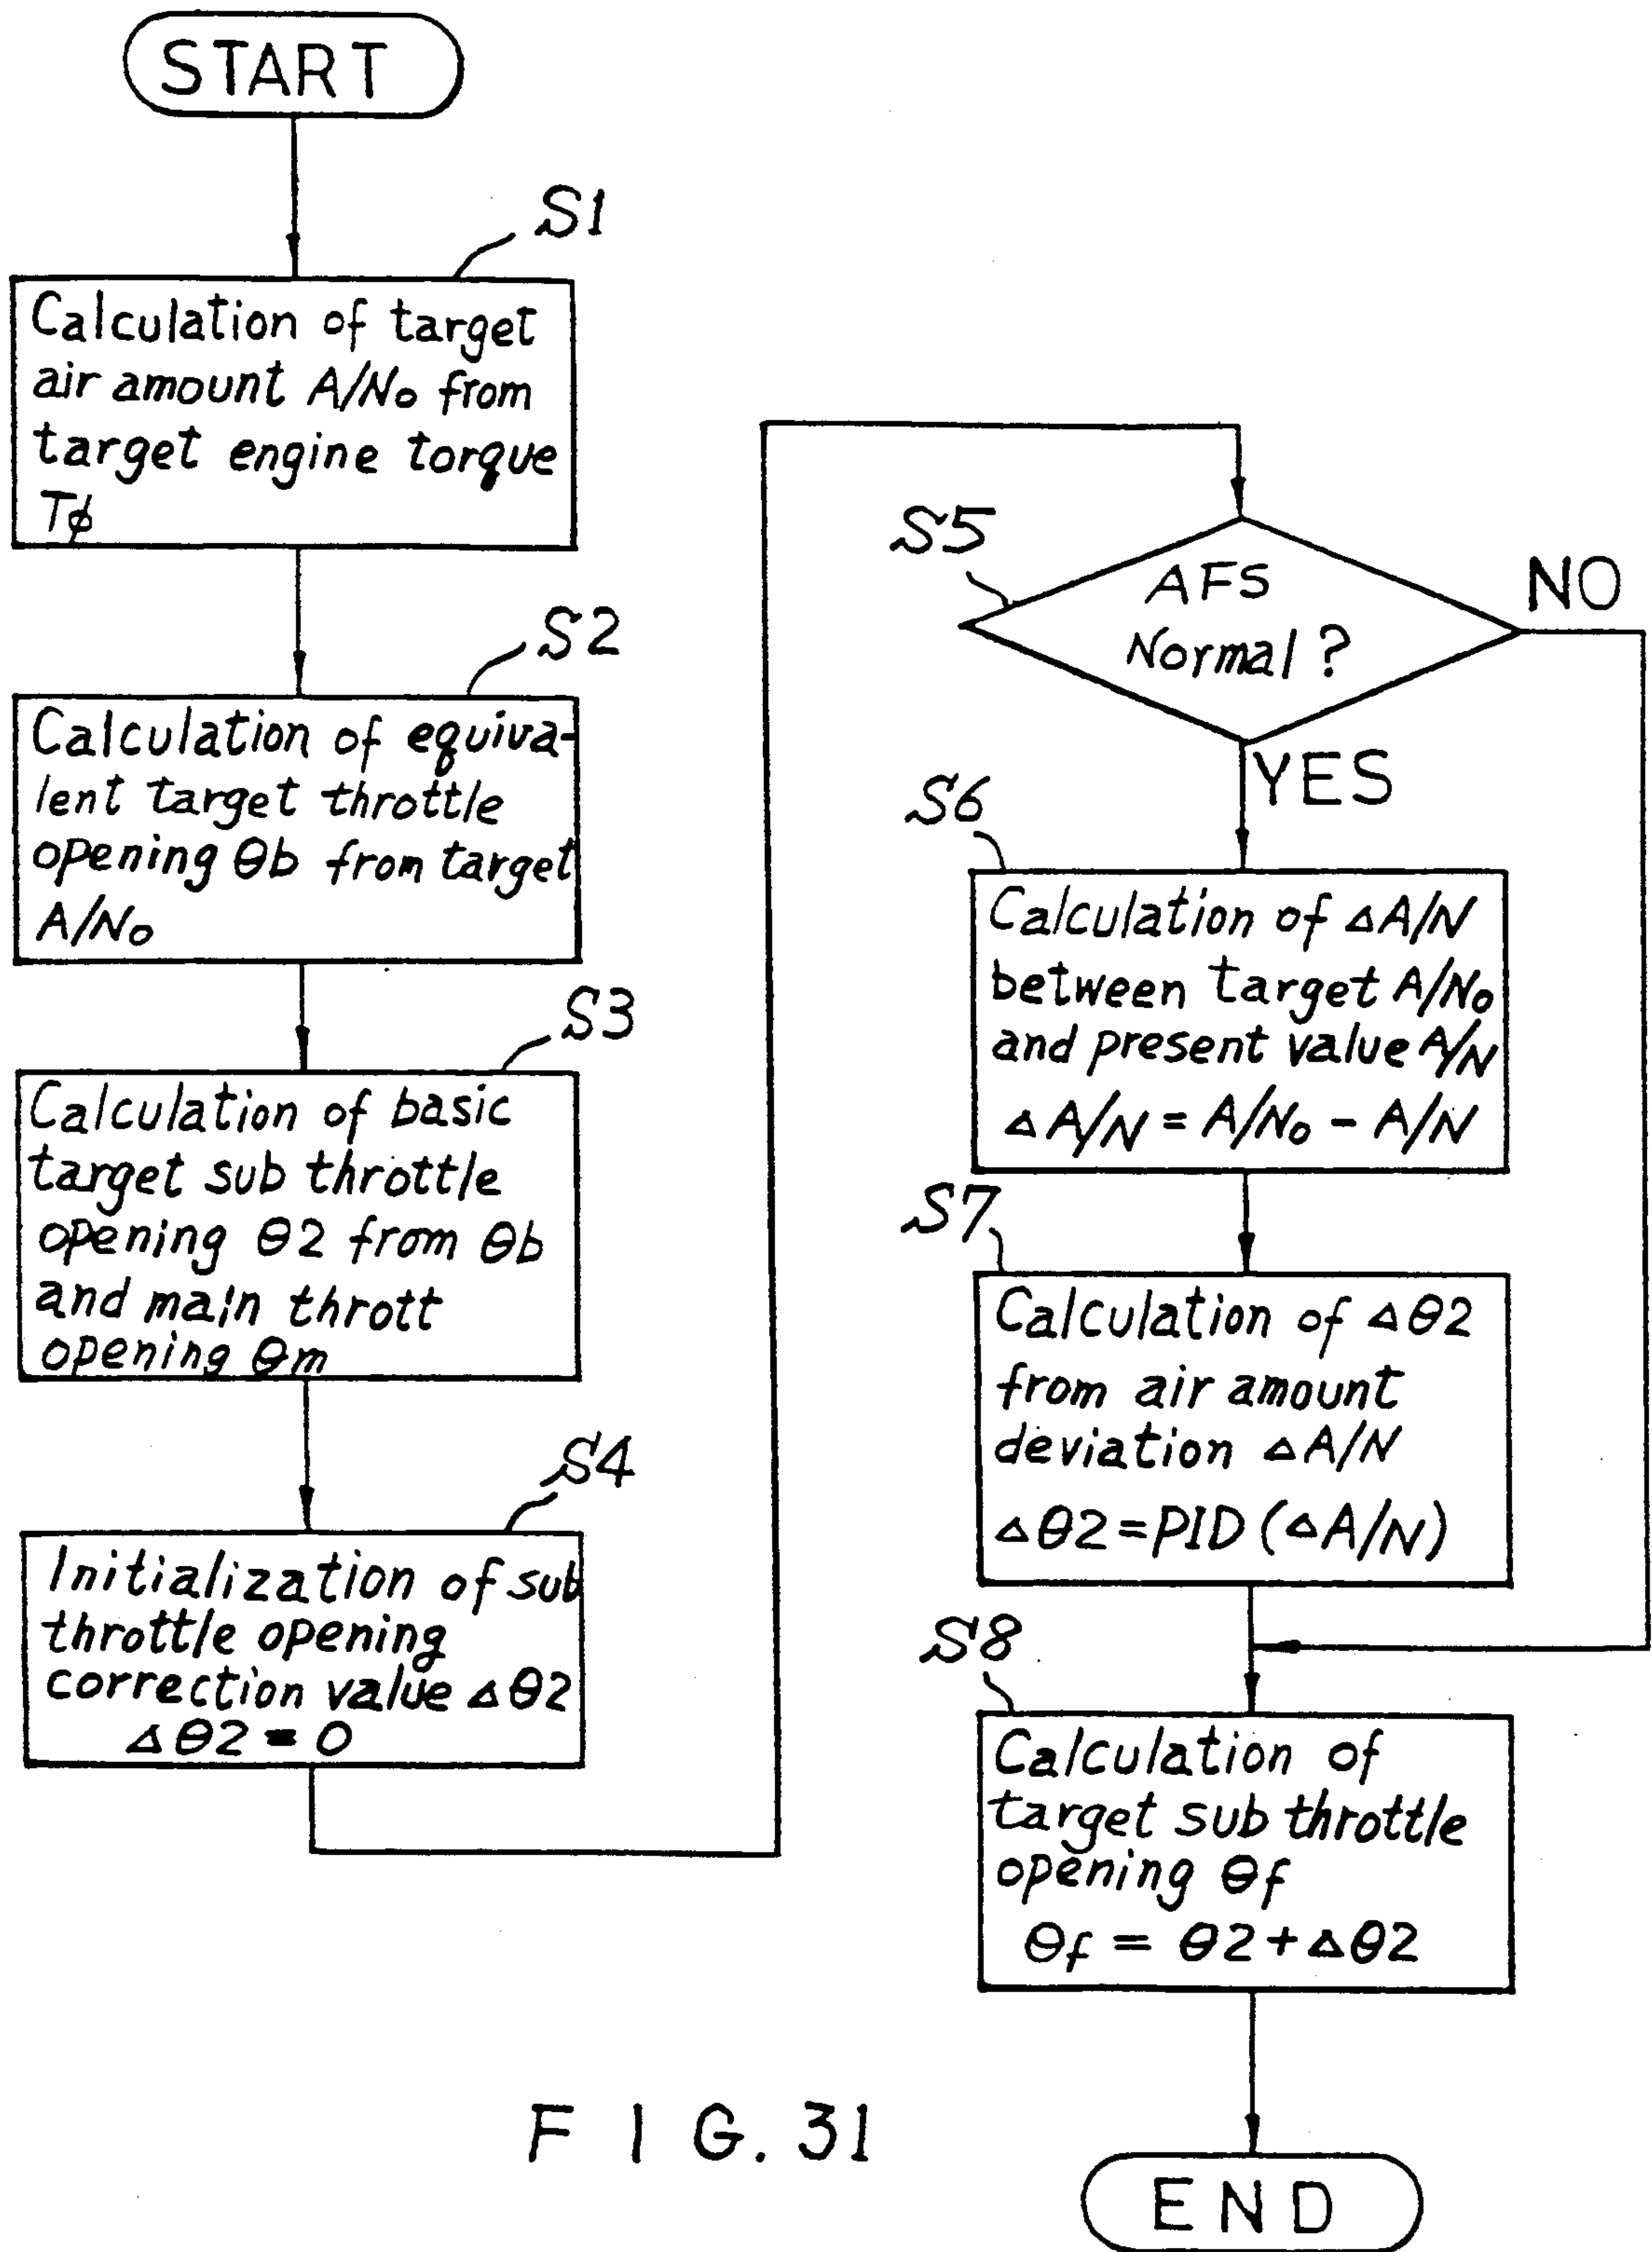 START
S1
Calculation of target
air amount A/No from
target engine torque
Tφ
S2
Calculation of equiva-
lent target throttle
opening θb from target
A/No
S3
Calculation of basic
target sub throttle
opening θ2 from θb
and main thrott
opening θm
S4
Initialization of sub
throttle opening
correction value Δθ2
Δθ2 = 0
S5
AFS
Normal ?
NO
YES
S6
Calculation of ΔA/N
between target A/No
and present value A/N
ΔA/N = A/No - A/N
S7
Calculation of Δθ2
from air amount
deviation ΔA/N
Δθ2 = PID (ΔA/N)
S8
Calculation of
target sub throttle
opening θf
θf = θ2 + Δθ2
END
FIG. 31